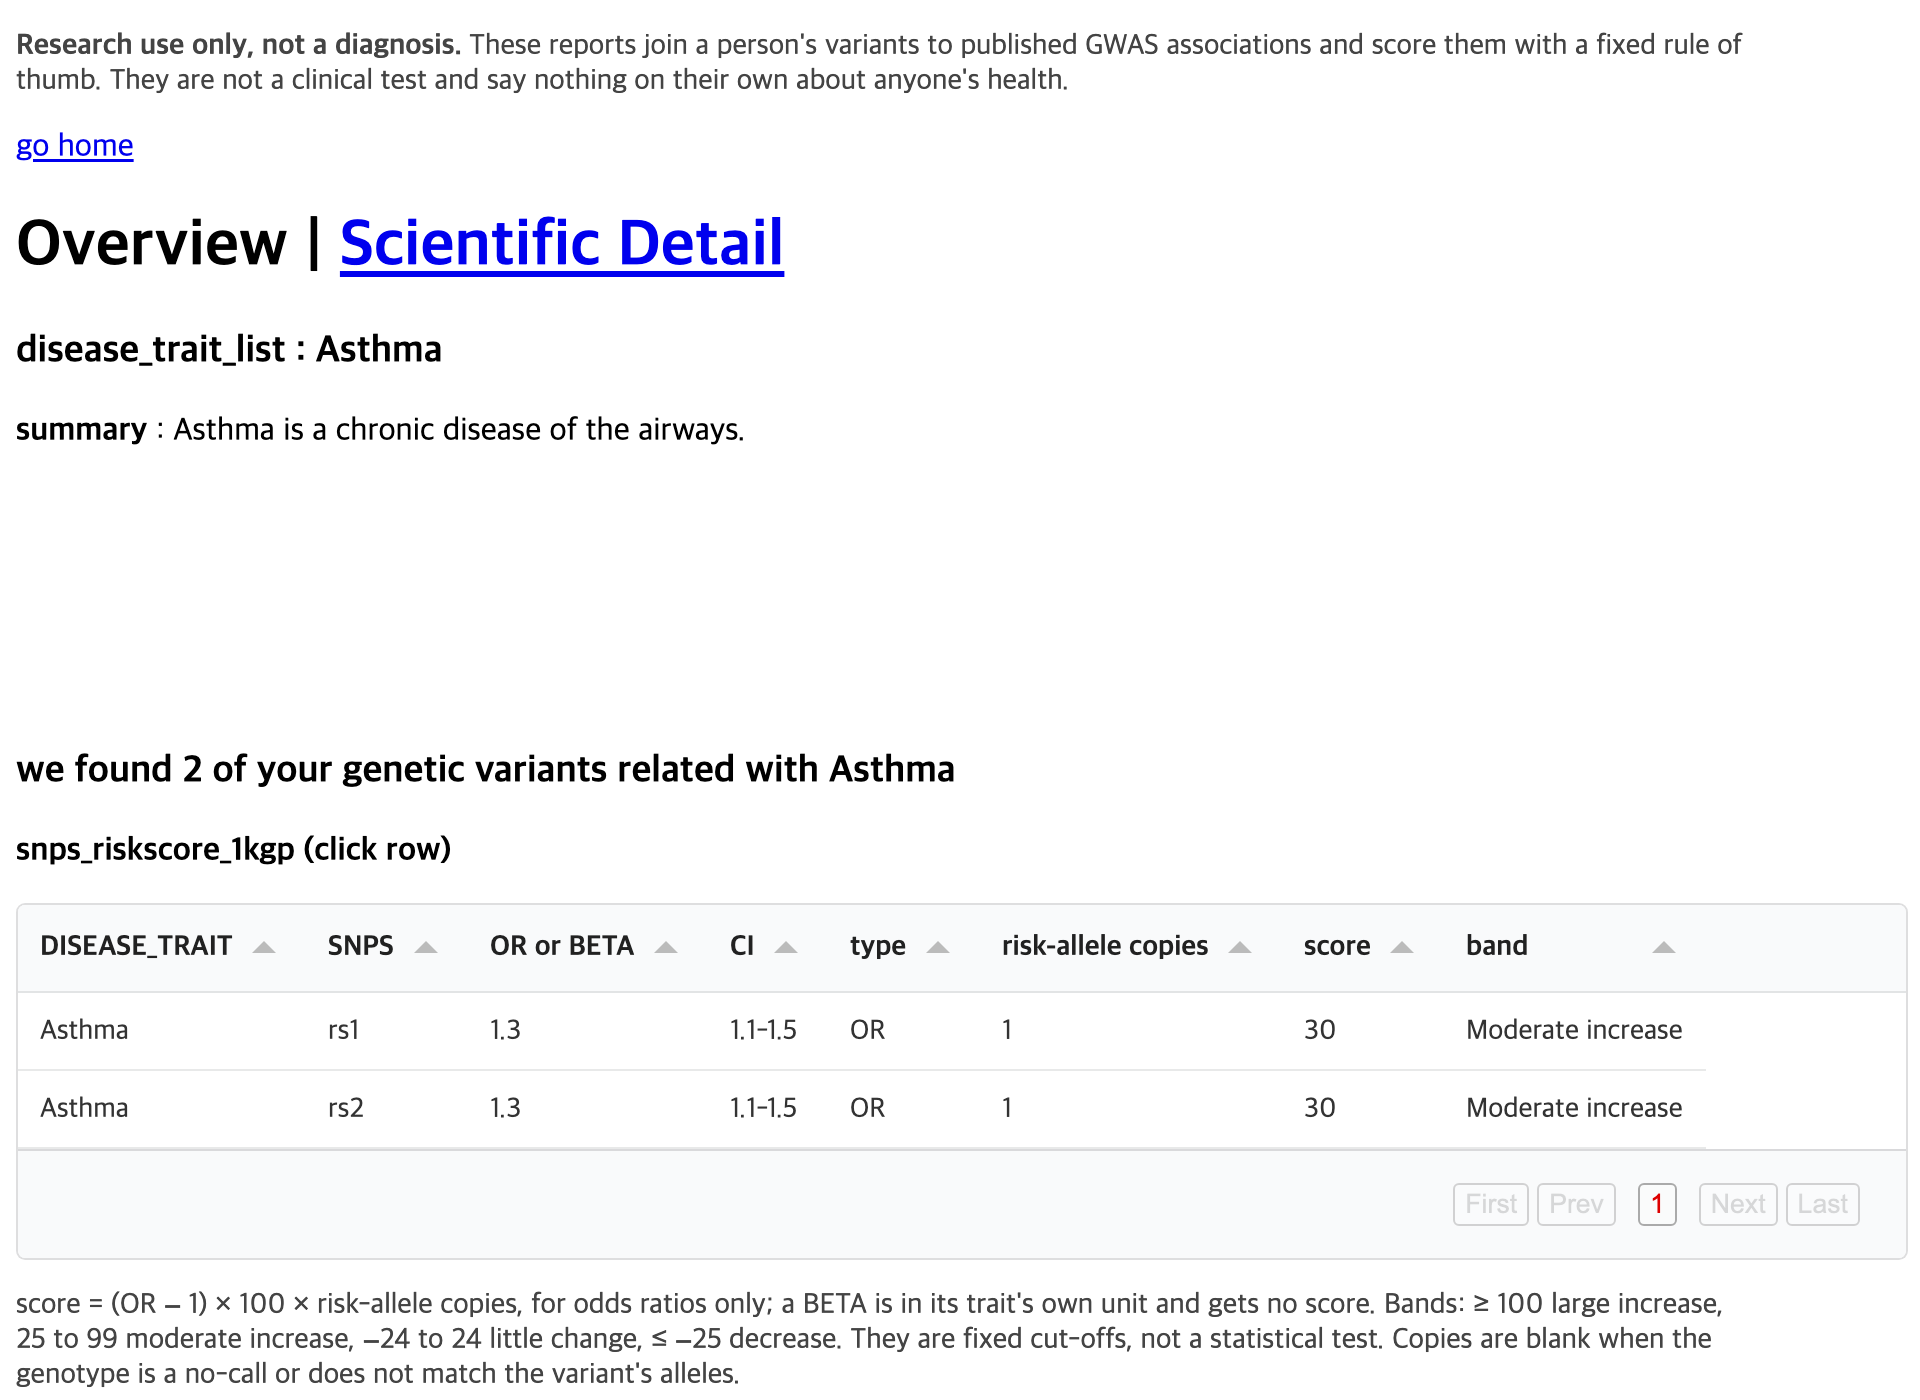 Research use only, not a diagnosis. These reports join a person's variants to published GWAS associations and score them with a fixed rule of
thumb. They are not a clinical test and say nothing on their own about anyone's health.
go home
Overview | Scientific Detail
disease_trait_list : Asthma
summary : Asthma is a chronic disease of the airways.
we found 2 of your genetic variants related with Asthma
snps_riskscore_1kgp (click row)
DISEASE_TRAIT SNPS OR or BETA CI type risk-allele copies score band
Asthma rs1 1.3 1.1-1.5 OR 1 30 Moderate increase
Asthma rs2 1.3 1.1-1.5 OR 1 30 Moderate increase
First Prev 1 Next Last
score = (OR – 1) × 100 × risk-allele copies, for odds ratios only; a BETA is in its trait's own unit and gets no score. Bands: ≥ 100 large increase,
25 to 99 moderate increase, –24 to 24 little change, ≤ –25 decrease. They are fixed cut-offs, not a statistical test. Copies are blank when the
genotype is a no-call or does not match the variant's alleles.